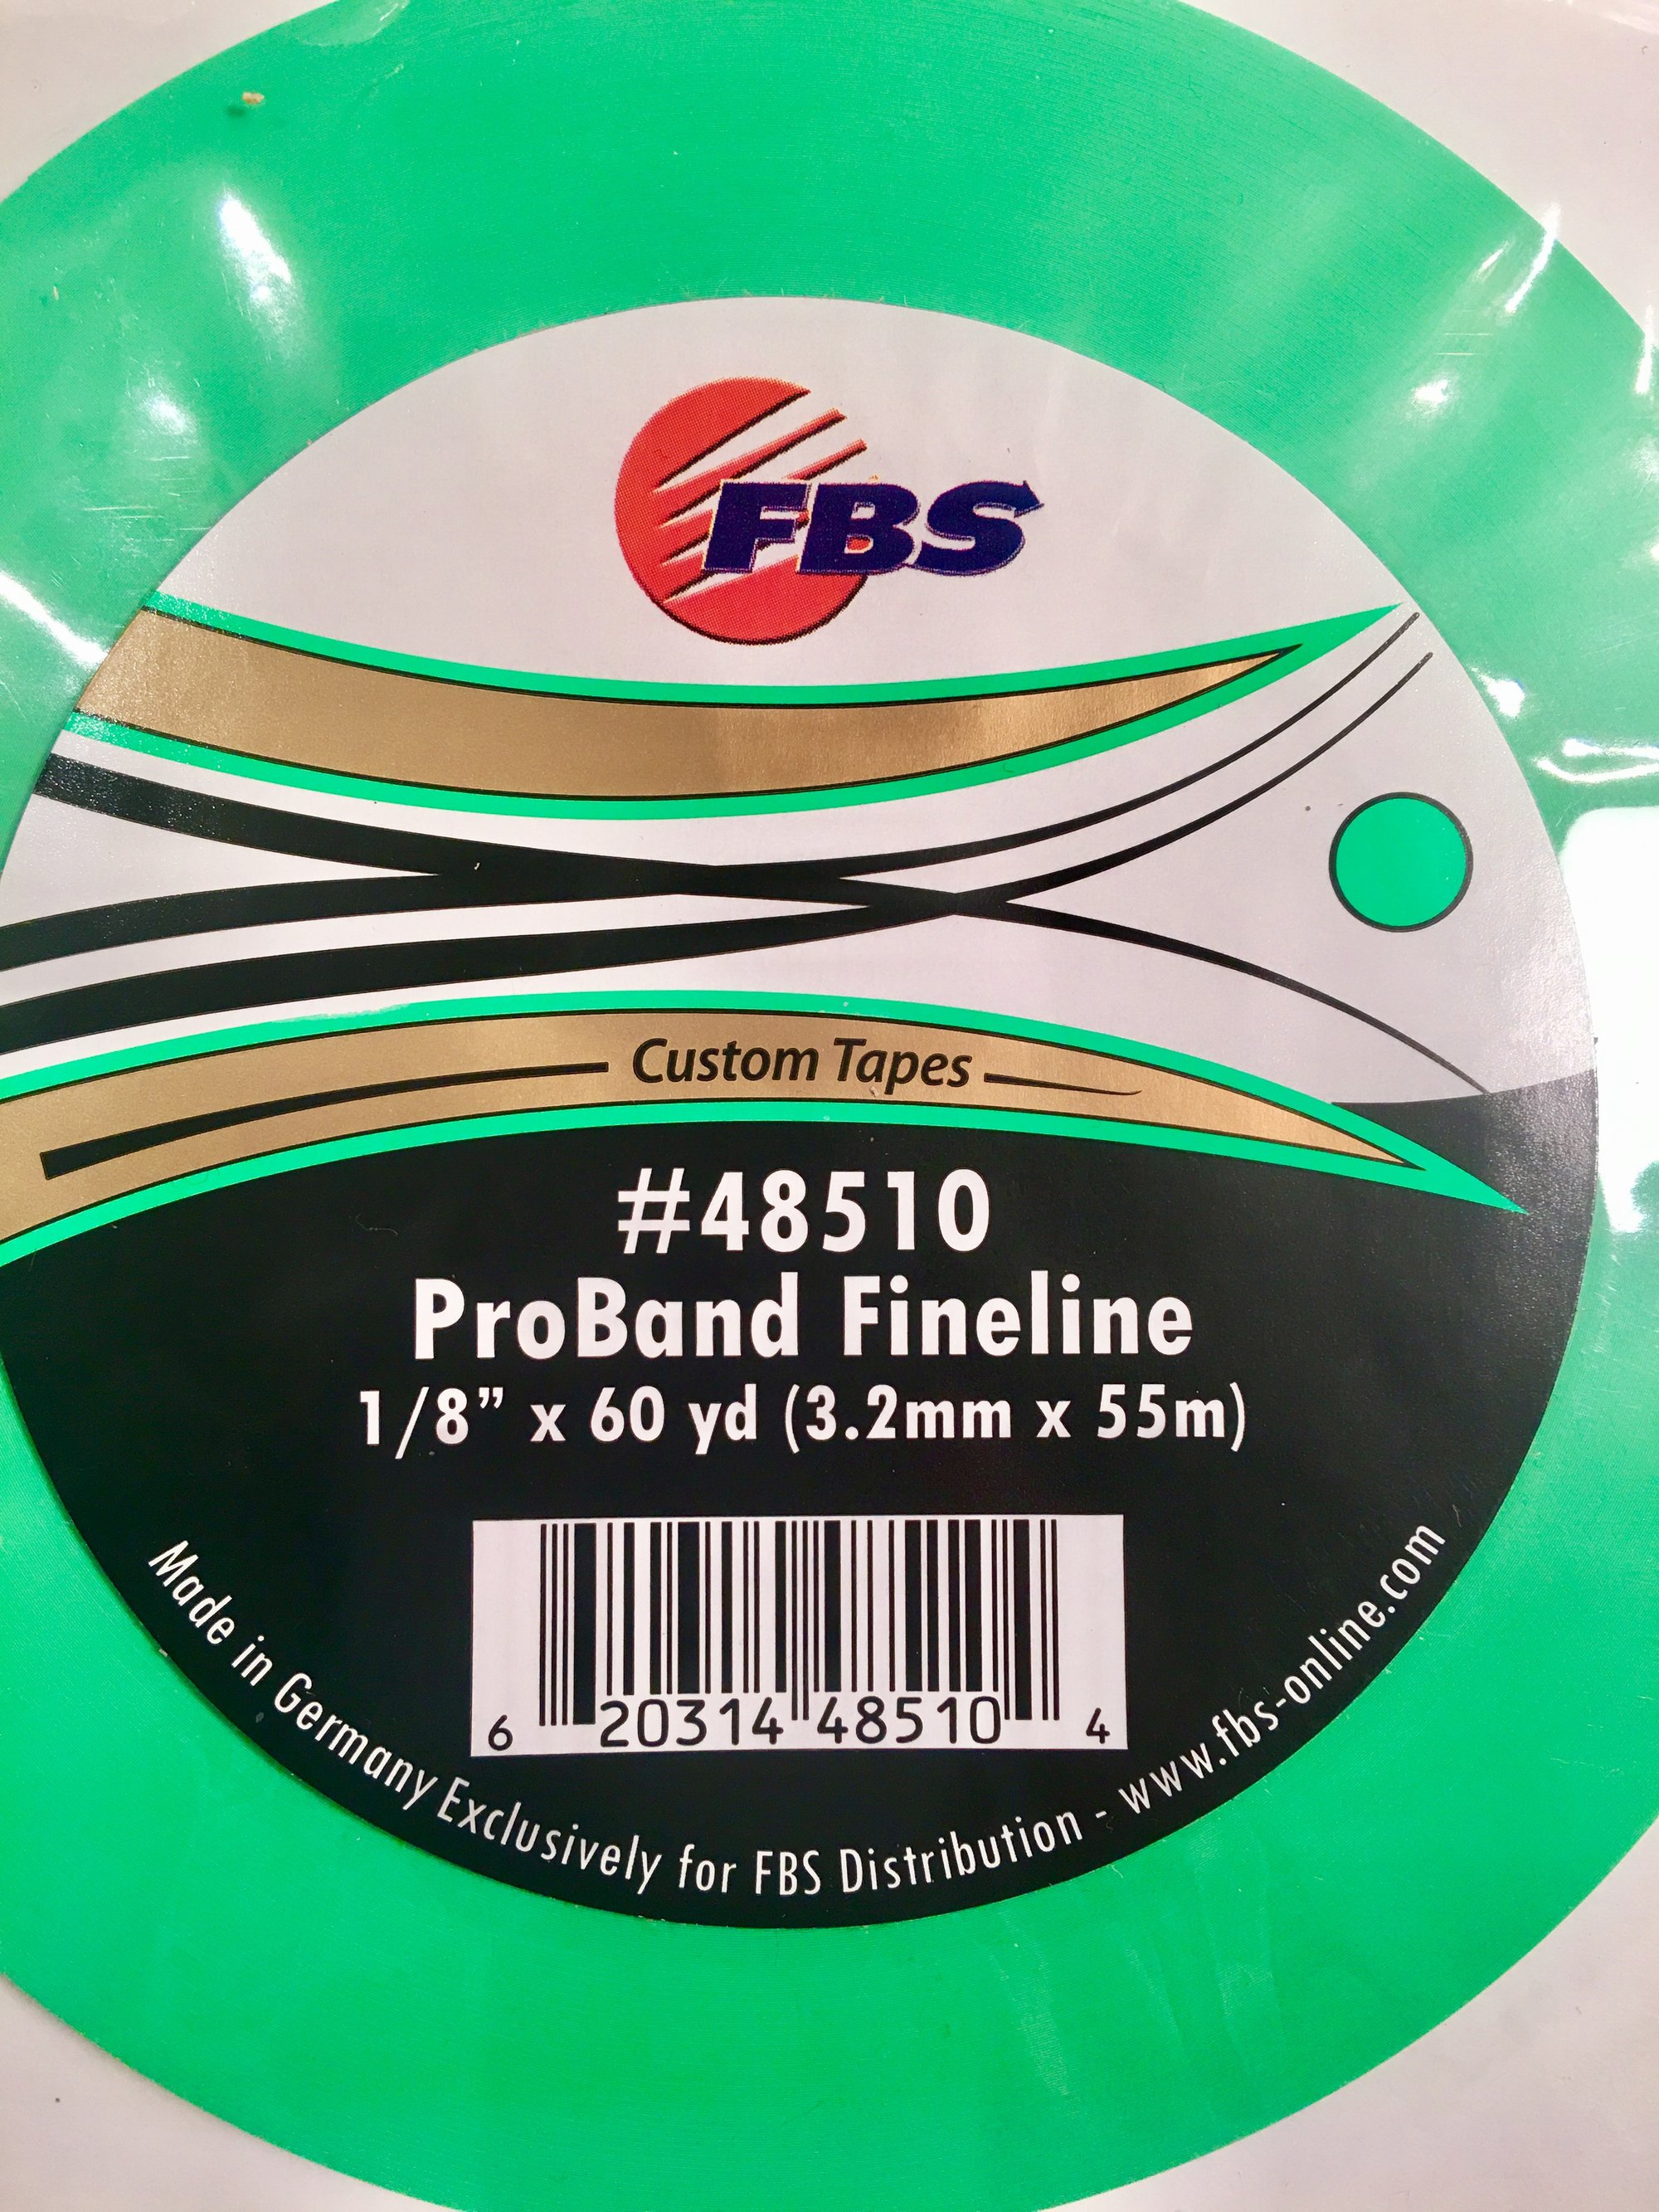 FBS
Custom Tapes
#48510
ProBand Fineline
1/8” x 60 yd (3.2mm x 55m)
6 20314 48510 4
Made in Germany Exclusively for FBS Distribution - www.fbs-online.com